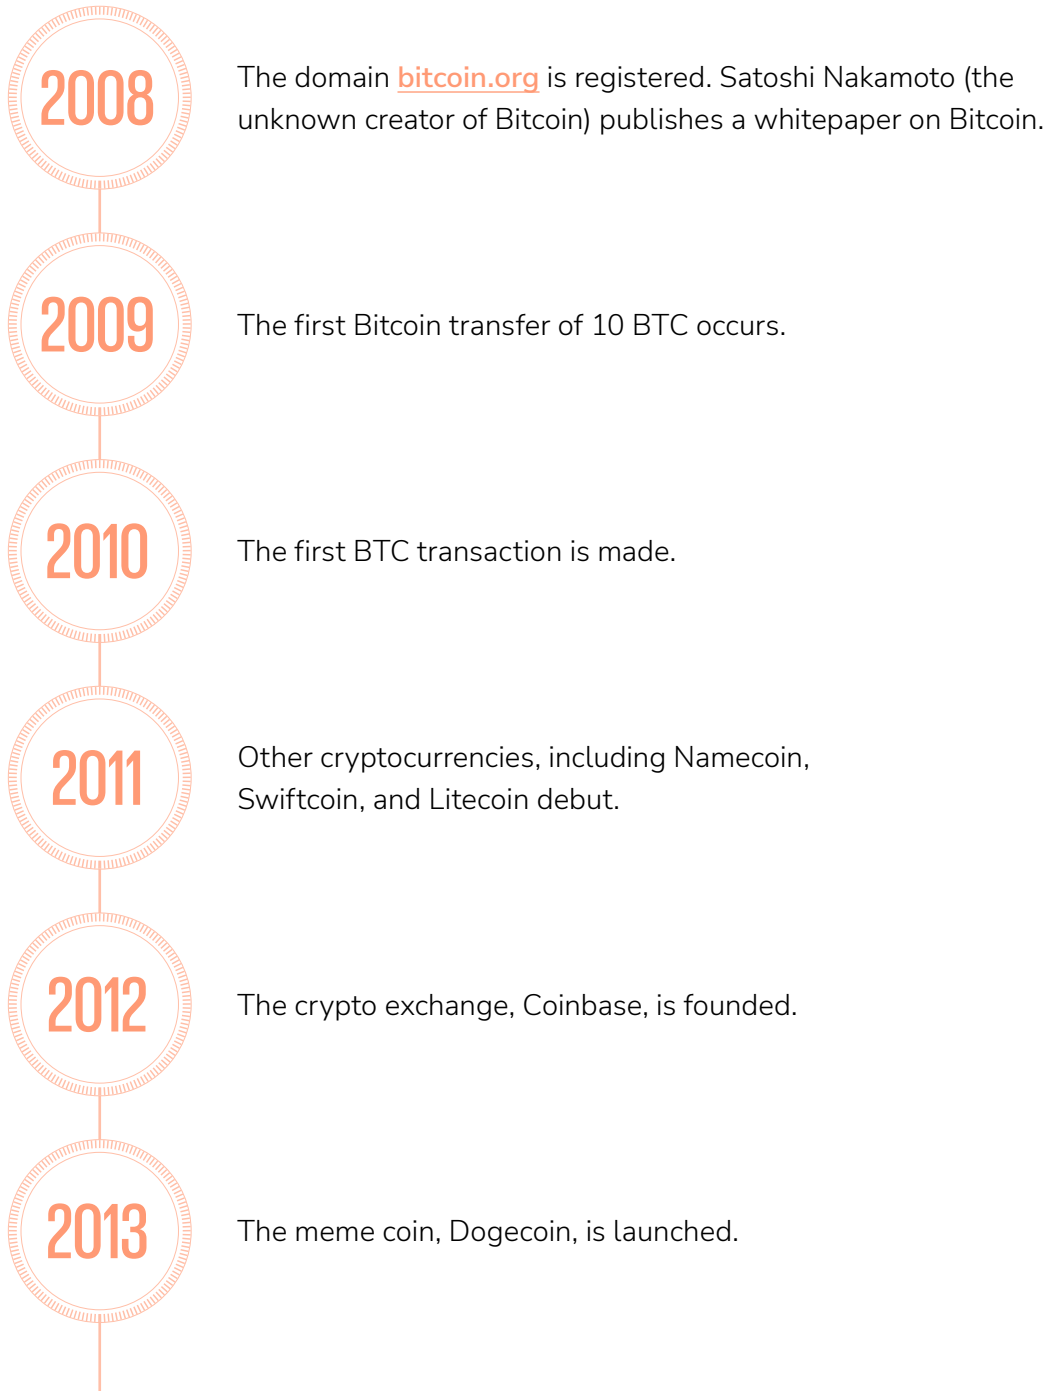 2008
The domain bitcoin.org is registered. Satoshi Nakamoto (the
unknown creator of Bitcoin) publishes a whitepaper on Bitcoin.
2009
The first Bitcoin transfer of 10 BTC occurs.
2010
The first BTC transaction is made.
2011
Other cryptocurrencies, including Namecoin,
Swiftcoin, and Litecoin debut.
2012
The crypto exchange, Coinbase, is founded.
2013
The meme coin, Dogecoin, is launched.